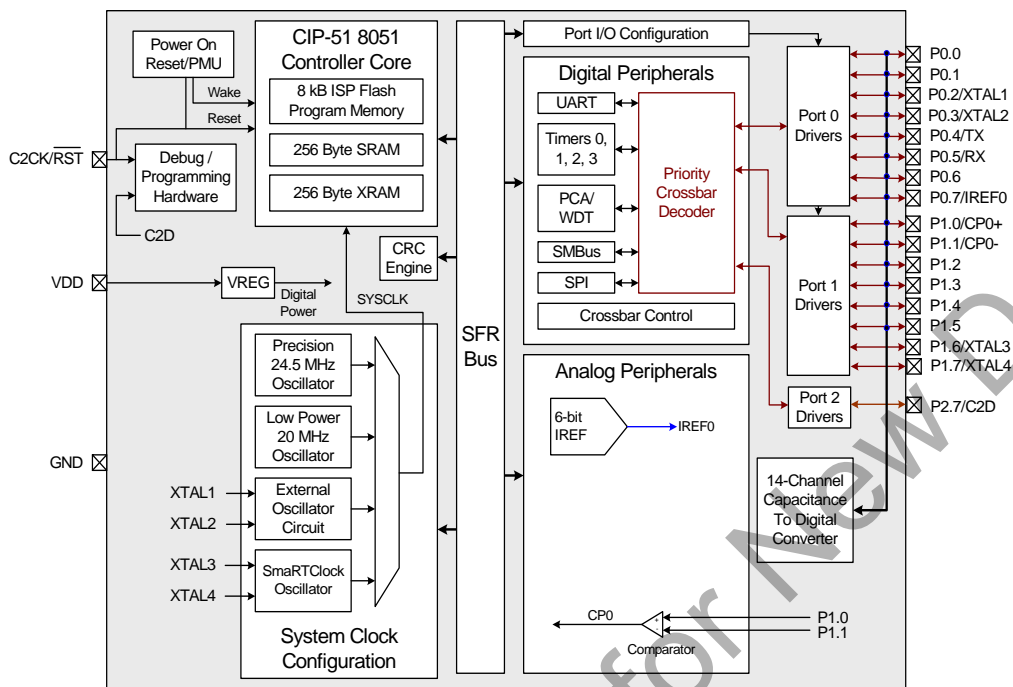 Power On
Reset/PMU
Wake
Reset
C2CK/RST
Debug /
Programming
Hardware
C2D
VDD
VREG
Digital
Power
GND
CIP-51 8051
Controller Core
8 kB ISP Flash
Program Memory
256 Byte SRAM
256 Byte XRAM
CRC
Engine
SYSCLK
Precision
24.5 MHz
Oscillator
Low Power
20 MHz
Oscillator
XTAL1
XTAL2
External
Oscillator
Circuit
XTAL3
XTAL4
SmaRTClock
Oscillator
System Clock
Configuration
SFR
Bus
Port I/O Configuration
Digital Peripherals
UART
Timers 0,
1, 2, 3
PCA/
WDT
SMBus
SPI
Priority
Crossbar
Decoder
Crossbar Control
Analog Peripherals
6-bit
IREF
IREF0
CP0
+
-
Comparator
P1.0
P1.1
Port 0
Drivers
Port 1
Drivers
Port 2
Drivers
14-Channel
Capacitance
To Digital
Converter
P0.0
P0.1
P0.2/XTAL1
P0.3/XTAL2
P0.4/TX
P0.5/RX
P0.6
P0.7/IREF0
P1.0/CP0+
P1.1/CP0-
P1.2
P1.3
P1.4
P1.5
P1.6/XTAL3
P1.7/XTAL4
P2.7/C2D
for New D